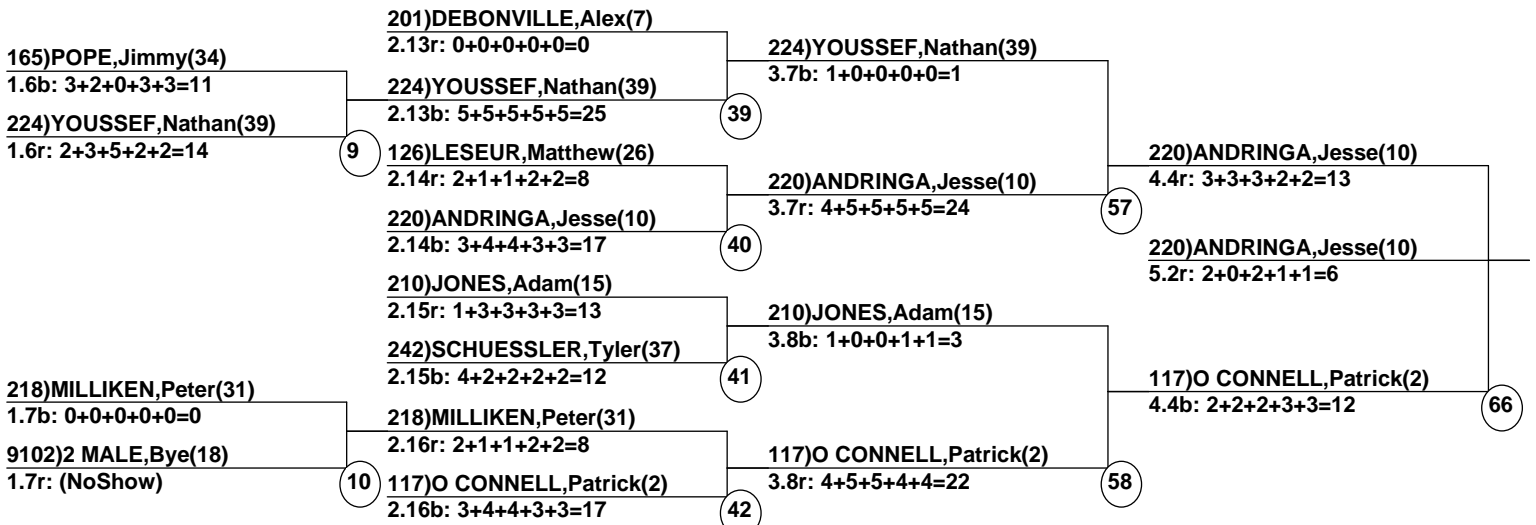 165)POPE,Jimmy(34)
1.6b: 3+2+0+3+3=11
224)YOUSSEF,Nathan(39)
1.6r: 2+3+5+2+2=14
9
218)MILLIKEN,Peter(31)
1.7b: 0+0+0+0+0=0
9102)2 MALE,Bye(18)
1.7r: (NoShow)
10
201)DEBONVILLE,Alex(7)
2.13r: 0+0+0+0+0=0
224)YOUSSEF,Nathan(39)
2.13b: 5+5+5+5+5=25
39
126)LESEUR,Matthew(26)
2.14r: 2+1+1+2+2=8
220)ANDRINGA,Jesse(10)
2.14b: 3+4+4+3+3=17
40
210)JONES,Adam(15)
2.15r: 1+3+3+3+3=13
242)SCHUESSLER,Tyler(37)
2.15b: 4+2+2+2+2=12
41
218)MILLIKEN,Peter(31)
2.16r: 2+1+1+2+2=8
117)O CONNELL,Patrick(2)
2.16b: 3+4+4+3+3=17
42
224)YOUSSEF,Nathan(39)
3.7b: 1+0+0+0+0=1
220)ANDRINGA,Jesse(10)
3.7r: 4+5+5+5+5=24
57
210)JONES,Adam(15)
3.8b: 1+0+0+1+1=3
117)O CONNELL,Patrick(2)
3.8r: 4+5+5+4+4=22
58
220)ANDRINGA,Jesse(10)
4.4r: 3+3+3+2+2=13
220)ANDRINGA,Jesse(10)
5.2r: 2+0+2+1+1=6
117)O CONNELL,Patrick(2)
4.4b: 2+2+2+3+3=12
66